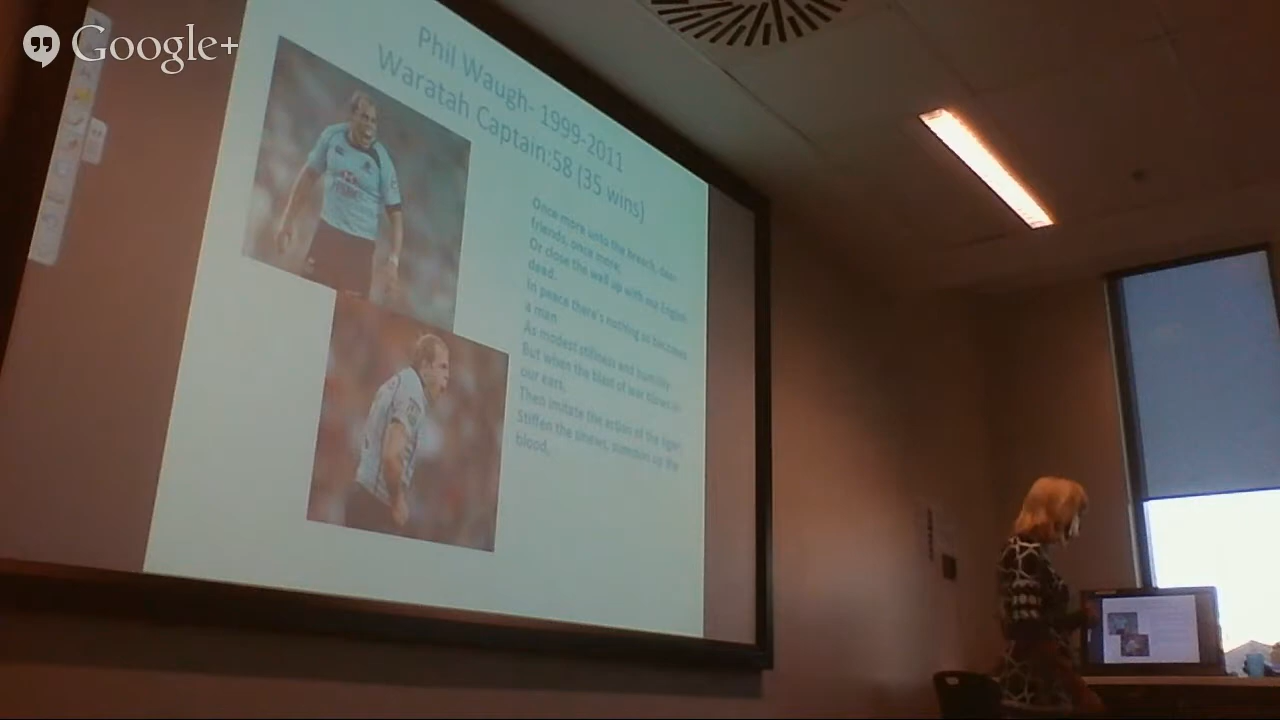 Google+
Phil Waugh- 1999-2011
Waratah Captain:58 (35 wins)
Once more unto the breach, dear
friends, once more;
Or close the wall up with our English
dead.
In peace there's nothing so becomes
a man
As modest stillness and humility:
But when the blast of war blows in
our ears,
Then imitate the action of the tiger;
Stiffen the sinews, summon up the
blood,